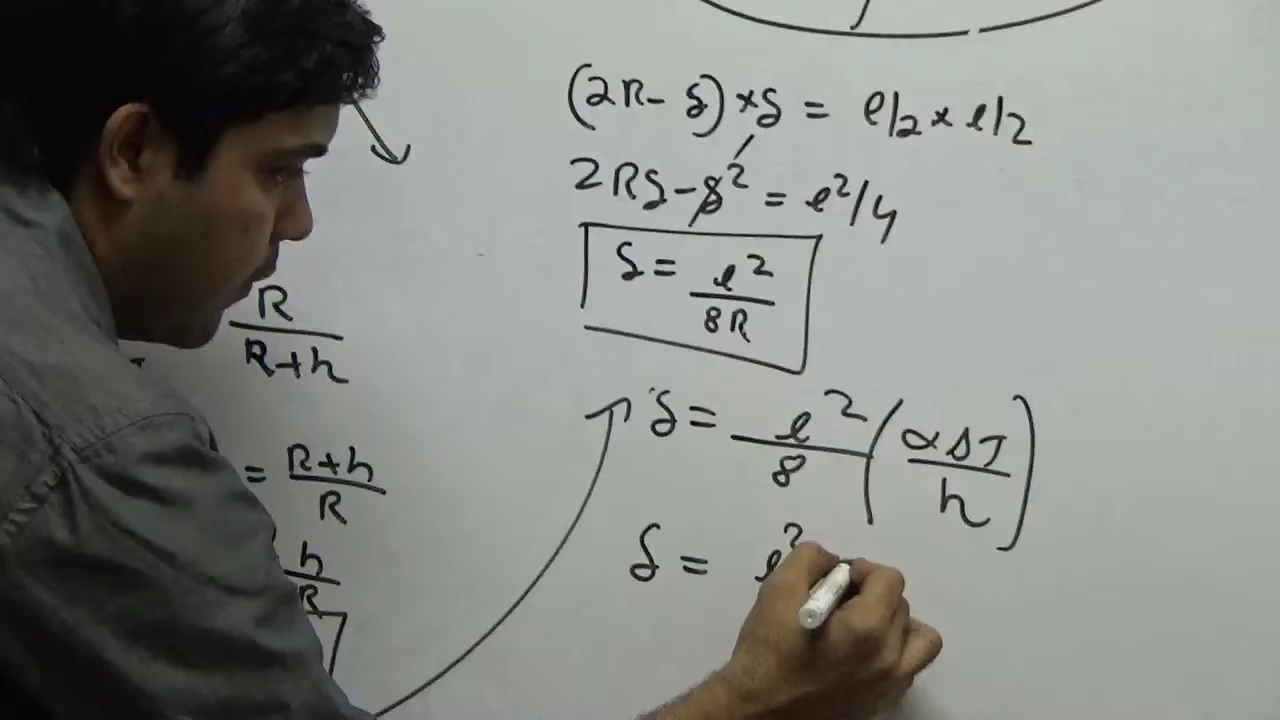 (2R - δ) × δ = l/2 × l/2
2Rδ - δ² = l²/4
δ = l²/8R
R/R+h
= R+h/R
h/R
δ = l²/8 (αΔT/h)
δ = l²